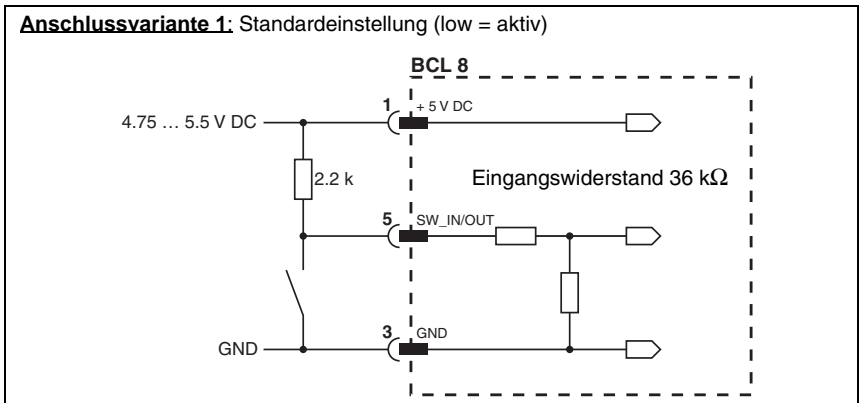 Anschlussvariante 1: Standardeinstellung (low = aktiv)
BCL 8
4.75 … 5.5 V DC
1
+ 5 V DC
2.2 k
Eingangswiderstand 36 kΩ
5
SW_IN/OUT
GND
3
GND